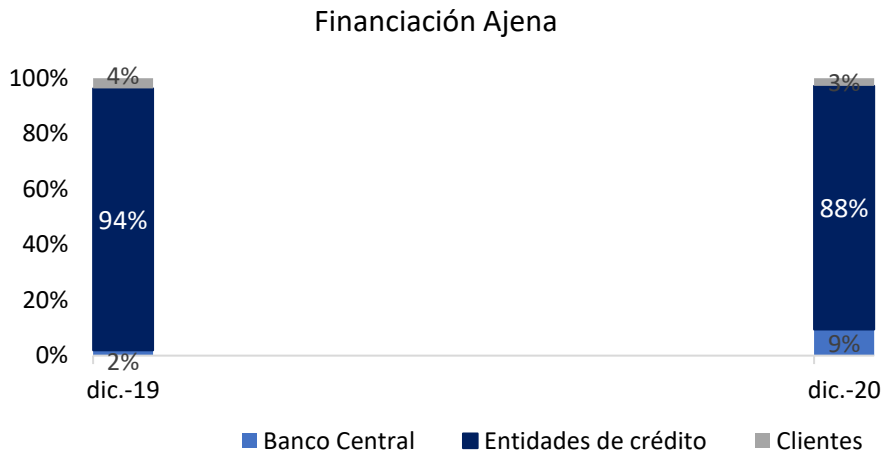 Financiación Ajena
100%
80%
60%
40%
20%
0%
4%
94%
2%
3%
88%
9%
dic.-19
dic.-20
Banco Central
Entidades de crédito
Clientes